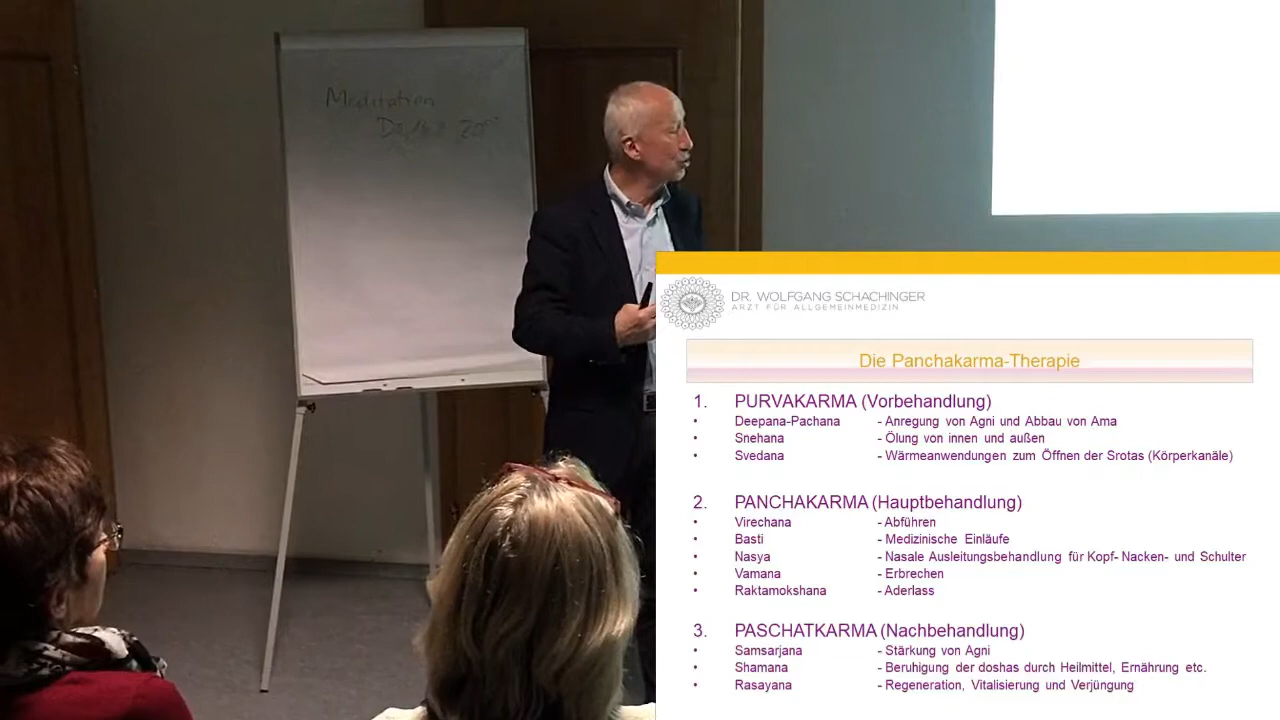 Meditation
DR. WOLFGANG SCHACHINGER
ARZT FÜR ALLGEMEINMEDIZIN
Die Panchakarma-Therapie
1. PURVAKARMA (Vorbehandlung)
• Deepana-Pachana - Anregung von Agni und Abbau von Ama
• Snehana - Ölung von innen und außen
• Svedana - Wärmeanwendungen zum Öffnen der Srotas (Körperkanäle)
2. PANCHAKARMA (Hauptbehandlung)
• Virechana - Abführen
• Basti - Medizinische Einläufe
• Nasya - Nasale Ausleitungsbehandlung für Kopf- Nacken- und Schulter
• Vamana - Erbrechen
• Raktamokshana - Aderlass
3. PASCHATKARMA (Nachbehandlung)
• Samsarjana - Stärkung von Agni
• Shamana - Beruhigung der doshas durch Heilmittel, Ernährung etc.
• Rasayana - Regeneration, Vitalisierung und Verjüngung